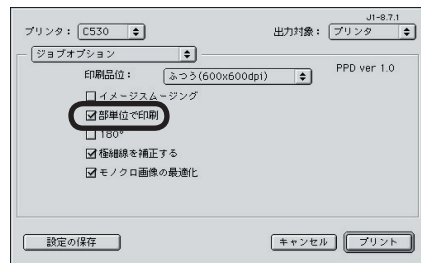 J1-8.7.1
プリンタ： C530 出力対象： プリンタ
ジョブオプション
印刷品位： ふつう(600x600dpi) PPD ver 1.0
イメージスムージング
部単位で印刷
180°
極細線を補正する
モノクロ画像の最適化
設定の保存 キャンセル プリント